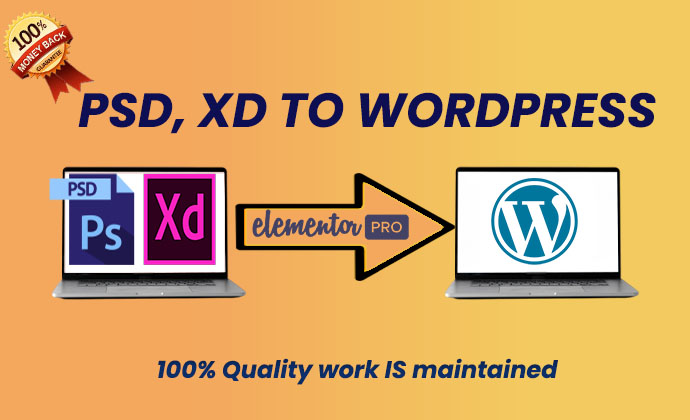 100%
MONEY BACK
GUARANTEE
PSD, XD TO WORDPRESS
PSD
Ps
Xd
elementor PRO
W
100% Quality work IS maintained